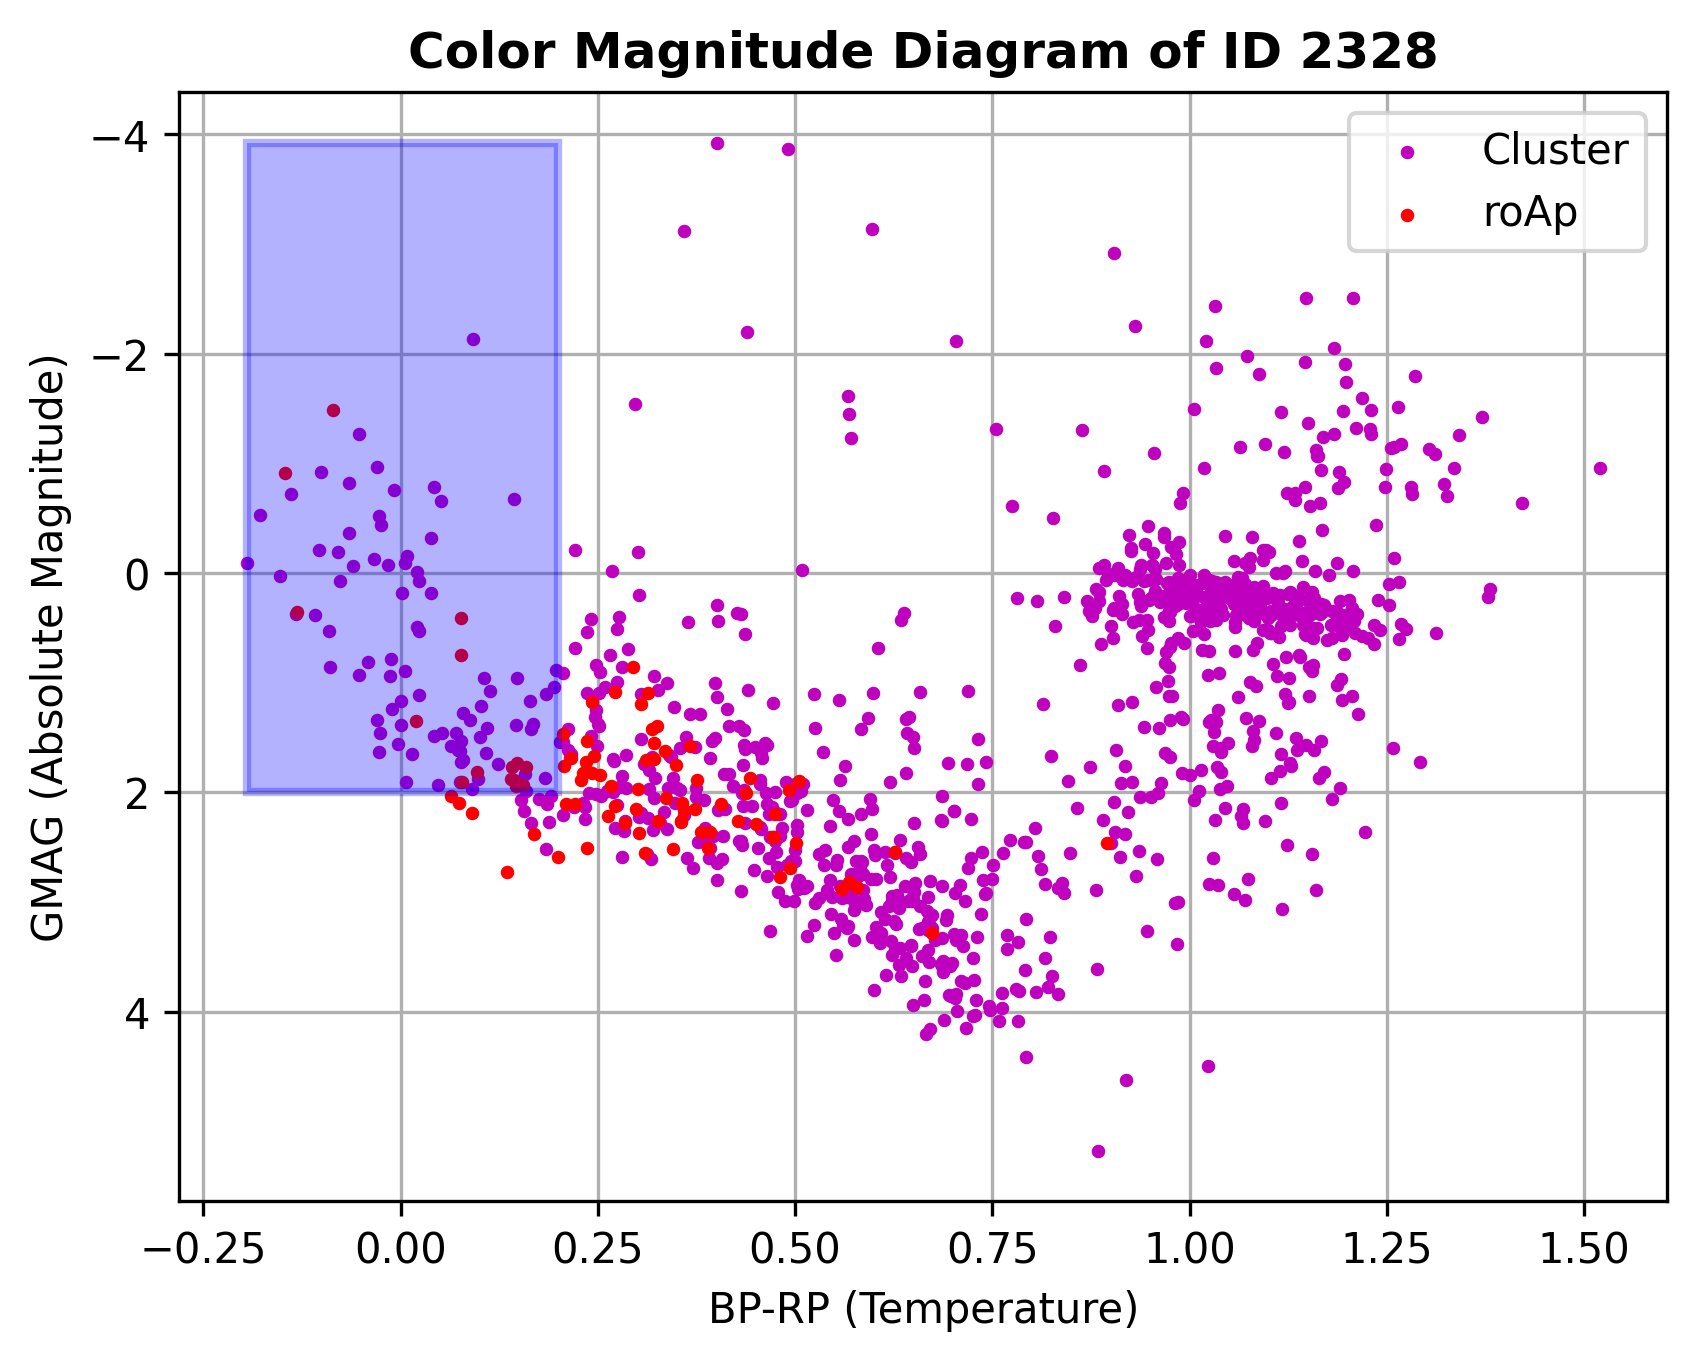 Color Magnitude Diagram of ID 2328
Cluster
roAp
GMAG (Absolute Magnitude)
−4
−2
0
2
4
−0.25 0.00 0.25 0.50 0.75 1.00 1.25 1.50
BP-RP (Temperature)